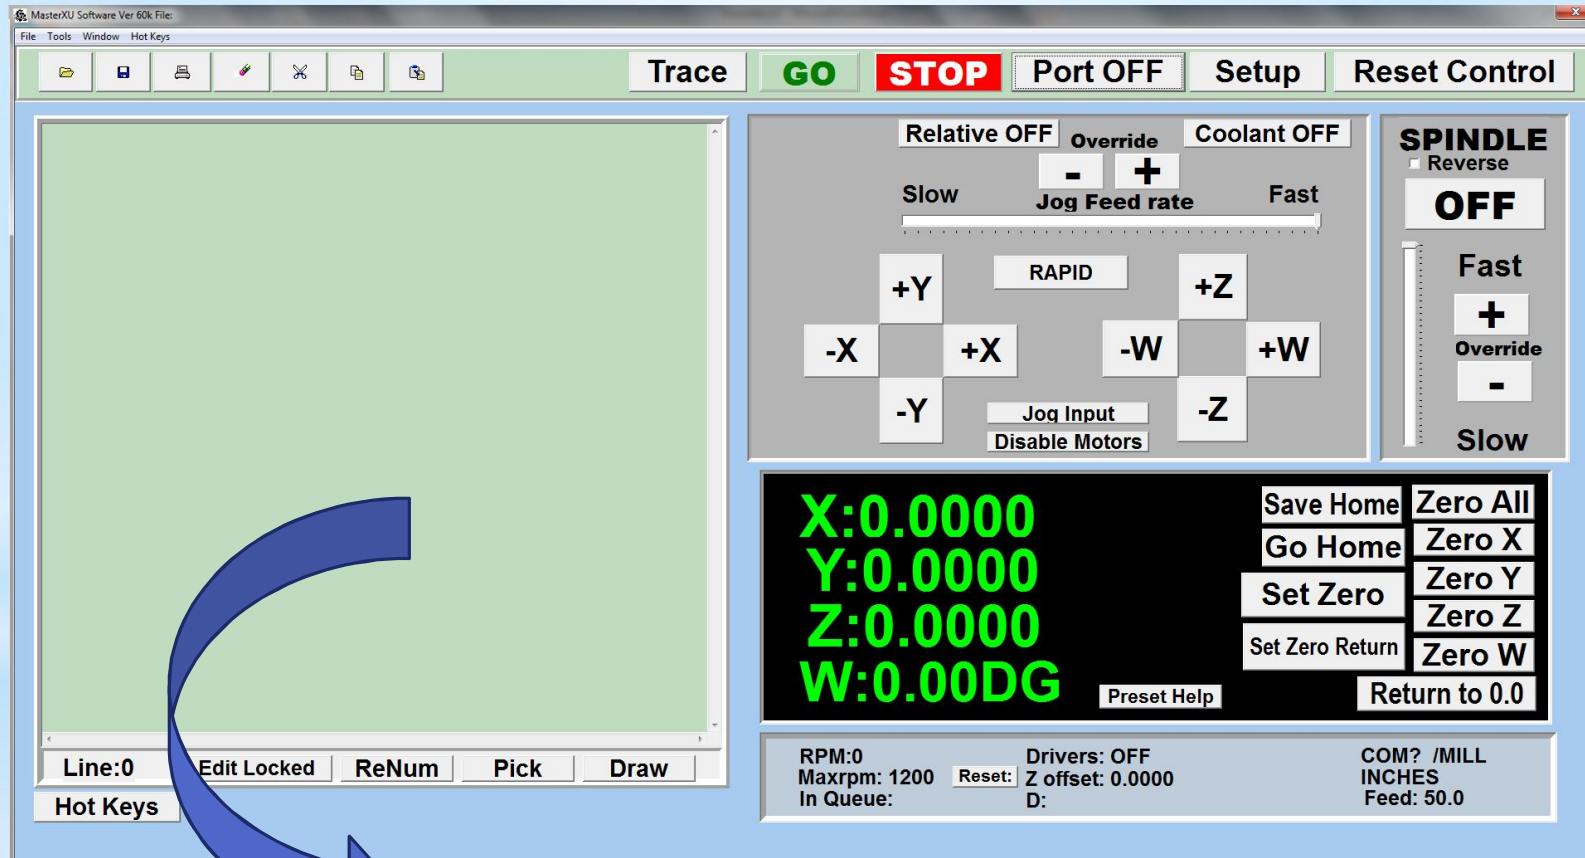 MasterXU Software Ver 60k File:
File Tools Window Hot Keys
Trace GO STOP Port OFF Setup Reset Control
Relative OFF Override Coolant OFF
- +
Slow Jog Feed rate Fast
RAPID
+Y
-X +X
-Y
+Z
-W +W
-Z
Jog Input
Disable Motors
SPINDLE
Reverse
OFF
Fast
+
Override
-
Slow
X:0.0000
Y:0.0000
Z:0.0000
W:0.00DG
Preset Help
Save Home Zero All
Go Home Zero X
Set Zero Zero Y
Zero Z
Set Zero Return Zero W
Return to 0.0
Line:0 Edit Locked ReNum Pick Draw
Hot Keys
RPM:0 Drivers: OFF COM? /MILL
Maxrpm: 1200 Reset: Z offset: 0.0000 INCHES
In Queue: D: Feed: 50.0